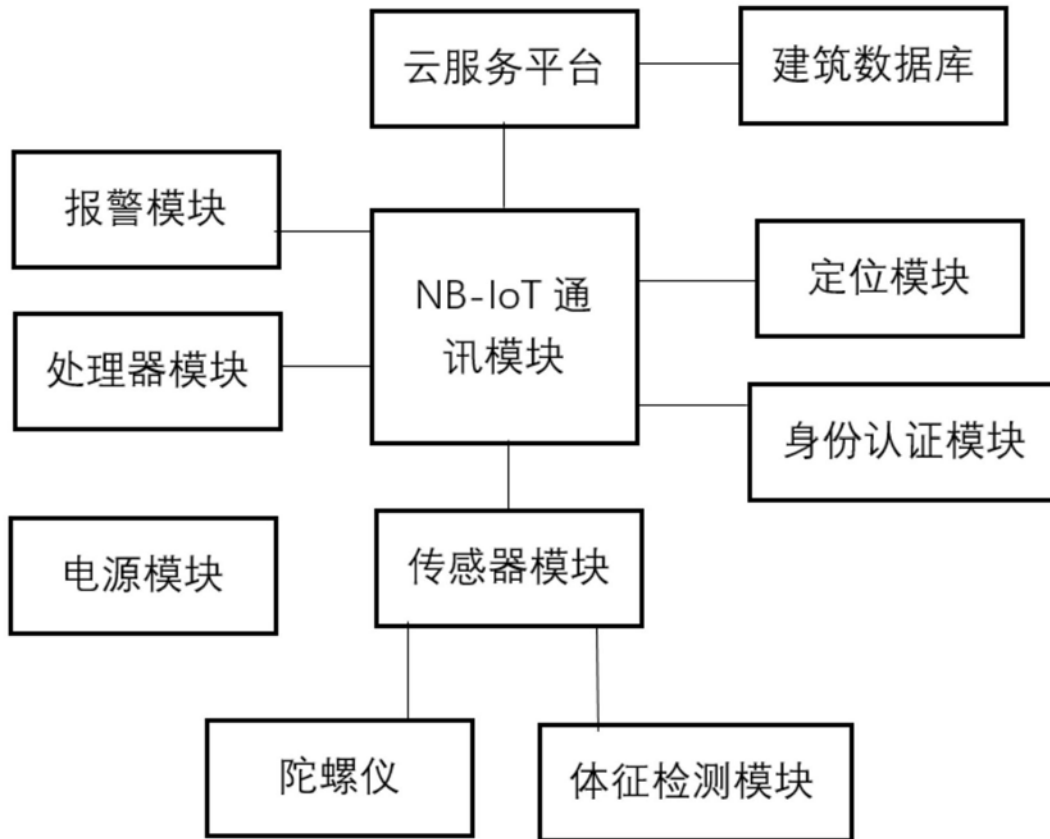 云服务平台
建筑数据库
报警模块
NB-IoT 通
讯模块
定位模块
处理器模块
身份认证模块
电源模块
传感器模块
陀螺仪
体征检测模块